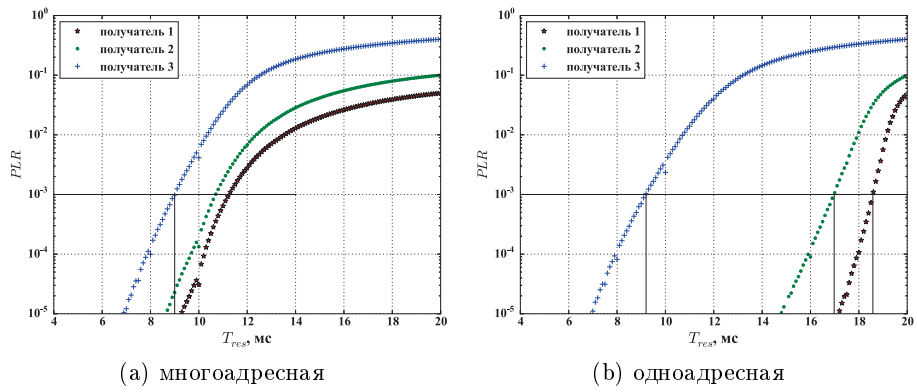 10⁰
10⁻¹
10⁻²
10⁻³
10⁻⁴
10⁻⁵
PLR
получатель 1
получатель 2
получатель 3
4 6 8 10 12 14 16 18 20
T_res, мс
(a) многоадресная
10⁰
10⁻¹
10⁻²
10⁻³
10⁻⁴
10⁻⁵
PLR
получатель 1
получатель 2
получатель 3
4 6 8 10 12 14 16 18 20
T_res, мс
(b) одноадресная